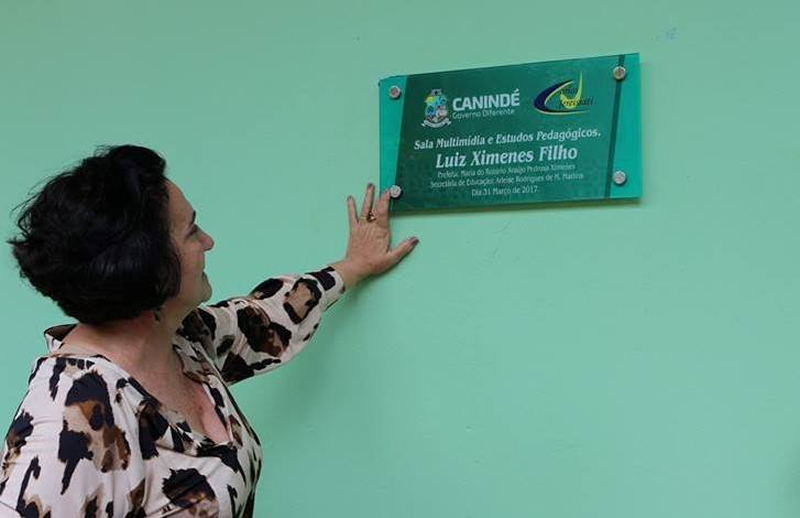 CANINDÉ
Governo Diferente
Sala Multimídia e Estudos Pedagógicos.
Luiz Ximenes Filho
Prefeita: Maria do Rosário Araújo Pedrosa Ximenes
Secretária de Educação: Arleise Rodrigues de M. Martins
Dia 31 Março de 2017.